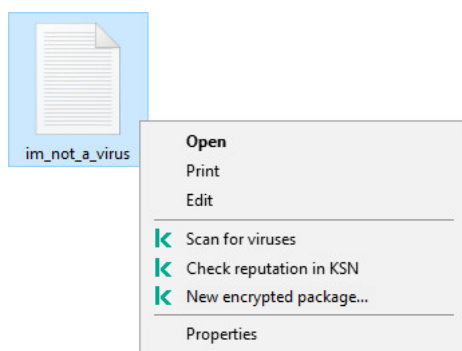 im_not_a_virus
Open
Print
Edit
Scan for viruses
Check reputation in KSN
New encrypted package...
Properties